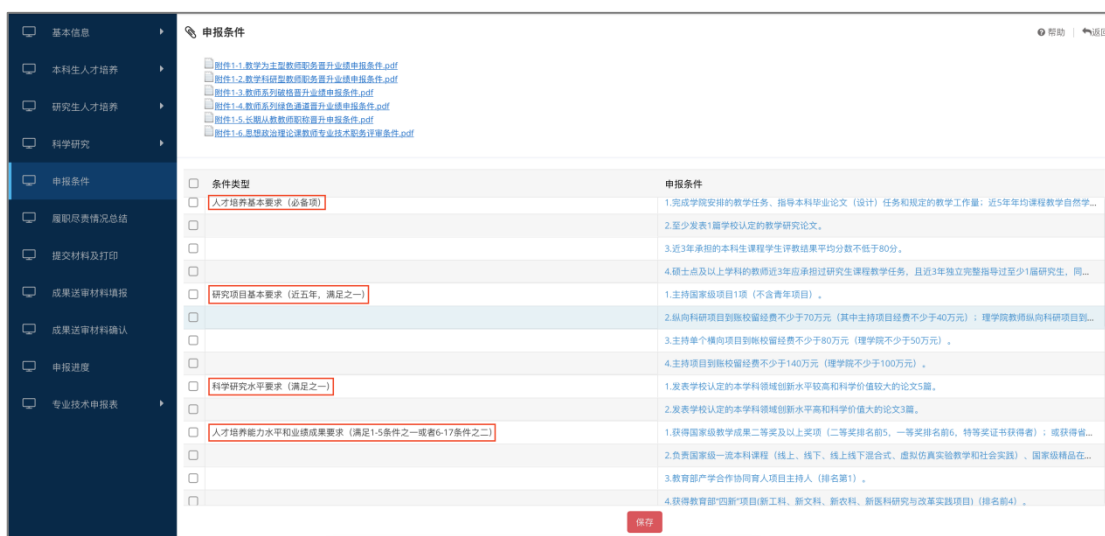 基本信息
本科生人才培养
研究生人才培养
科学研究
申报条件
履职尽责情况总结
提交材料及打印
成果送审材料填报
成果送审材料确认
申报进度
专业技术申报表
申报条件
帮助
返回
附件1-1.教学为主型教师职务晋升业绩申报条件.pdf
附件1-2.教学科研型教师职务晋升业绩申报条件.pdf
附件1-3.教师系列破格晋升业绩申报条件.pdf
附件1-4.教师系列绿色通道晋升业绩申报条件.pdf
附件1-5.长期从教教师职称晋升申报条件.pdf
附件1-6.思想政治理论课教师专业技术职务评审条件.pdf
条件类型 申报条件
人才培养基本要求（必备项） 1.完成学院安排的教学任务、指导本科毕业论文（设计）任务和规定的教学工作量；近5年年均课程教学自然学...
2.至少发表1篇学校认定的教学研究论文。
3.近3年承担的本科生课程学生评教结果平均分数不低于80分。
4.硕士点及以上学科的教师近3年应承担过研究生课程教学任务，且近3年独立完整指导过至少1届研究生，同...
研究项目基本要求（近五年，满足之一） 1.主持国家级项目1项（不含青年项目）。
2.纵向科研项目到账校留经费不少于70万元（其中主持项目经费不少于40万元）；理学院教师纵向科研项目到...
3.主持单个横向项目到帐校留经费不少于80万元（理学院不少于50万元）。
4.主持项目到账校留经费不少于140万元（理学院不少于100万元）。
科学研究水平要求（满足之一） 1.发表学校认定的本学科领域创新水平较高和科学价值较大的论文5篇。
2.发表学校认定的本学科领域创新水平高和科学价值大的论文3篇。
人才培养能力水平和业绩成果要求（满足1-5条件之一或者6-17条件之二） 1.获得国家级教学成果二等奖及以上奖项（二等奖排名前5，一等奖排名前6，特等奖证书获得者）；或获得省...
2.负责国家级一流本科课程（线上、线下、线上线下混合式、虚拟仿真实验教学和社会实践）、国家级精品在...
3.教育部产学合作协同育人项目主持人（排名第1）。
4.获得教育部“四新”项目(新工科、新文科、新农科、新医科研究与改革实践项目)（排名前4）。
保存